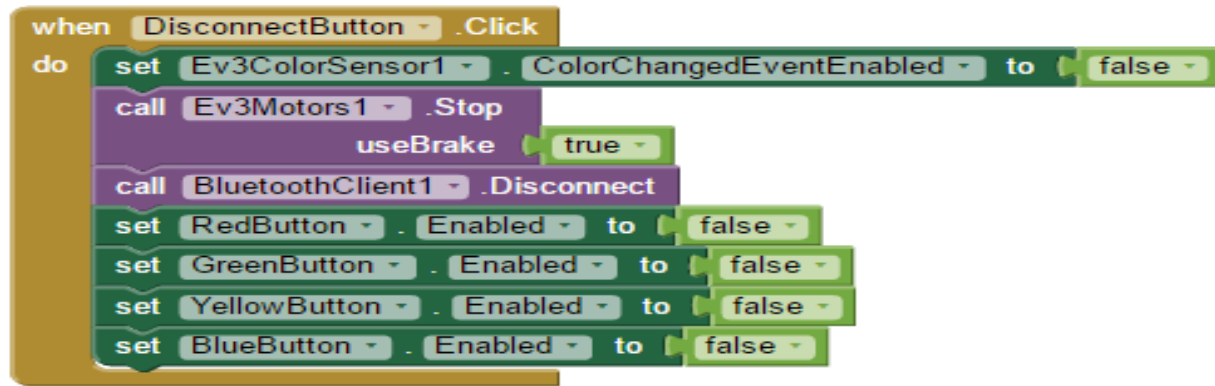 when DisconnectButton .Click
do set Ev3ColorSensor1 . ColorChangedEventEnabled to false
call Ev3Motors1 .Stop
useBrake true
call BluetoothClient1 .Disconnect
set RedButton . Enabled to false
set GreenButton . Enabled to false
set YellowButton . Enabled to false
set BlueButton . Enabled to false